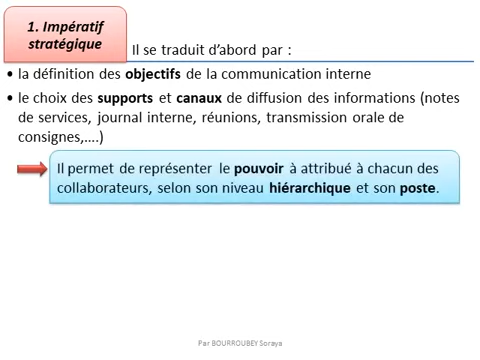 1. Impératif
stratégique
Il se traduit d’abord par :
• la définition des objectifs de la communication interne
• le choix des supports et canaux de diffusion des informations (notes
de services, journal interne, réunions, transmission orale de
consignes,….)
Il permet de représenter le pouvoir à attribué à chacun des
collaborateurs, selon son niveau hiérarchique et son poste.
Par BOURROUBEY Soraya